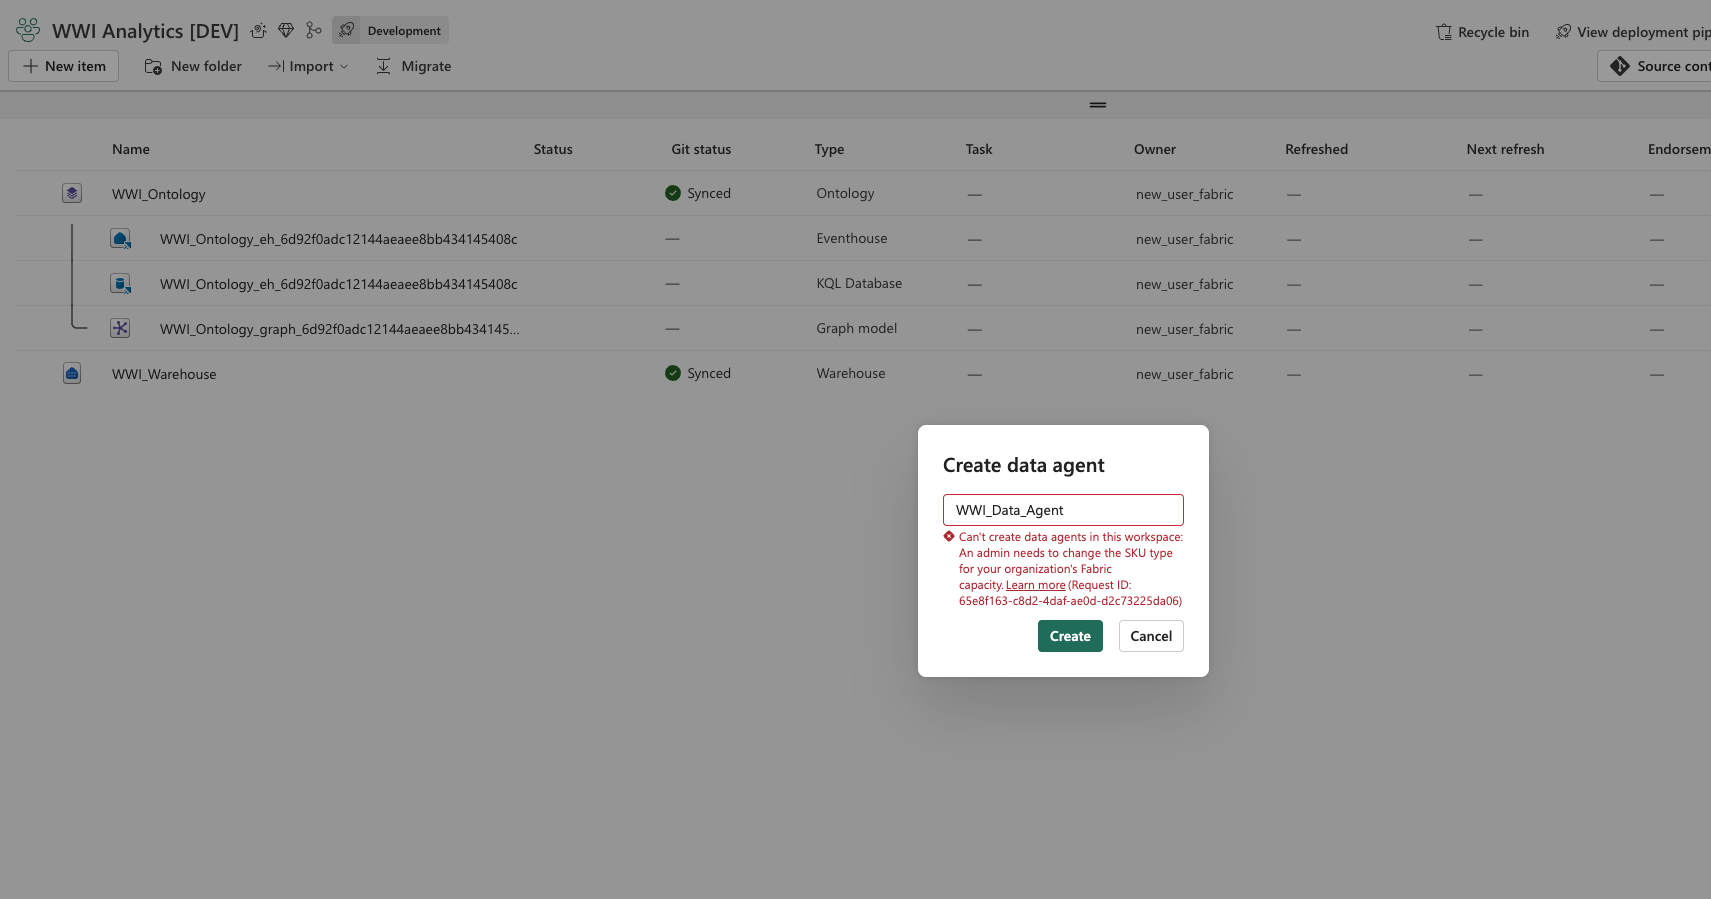 WWI Analytics [DEV] Development
Recycle bin View deployment pip
New item New folder Import Migrate
Source cont
Name Status Git status Type Task Owner Refreshed Next refresh Endorsem
WWI_Ontology Synced Ontology — new_user_fabric — — —
WWI_Ontology_eh_6d92f0adc12144aeaee8bb434145408c — Eventhouse — new_user_fabric — — —
WWI_Ontology_eh_6d92f0adc12144aeaee8bb434145408c — KQL Database — new_user_fabric — — —
WWI_Ontology_graph_6d92f0adc12144aeaee8bb434145... — Graph model — new_user_fabric — — —
WWI_Warehouse Synced Warehouse — new_user_fabric — — —
Create data agent
WWI_Data_Agent
Can't create data agents in this workspace:
An admin needs to change the SKU type
for your organization's Fabric
capacity. Learn more (Request ID:
65e8f163-c8d2-4daf-ae0d-d2c73225da06)
Create Cancel